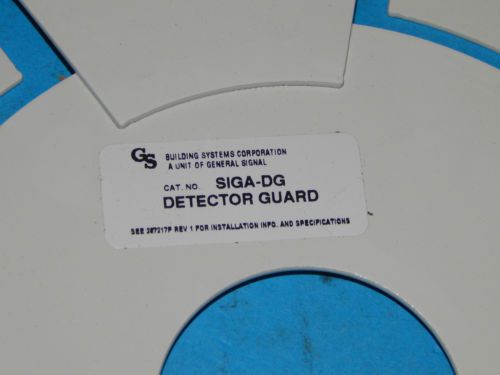 GS BUILDING SYSTEMS CORPORATION
A UNIT OF GENERAL SIGNAL
CAT. NO. SIGA-DG
DETECTOR GUARD
SEE 387217P REV 1 FOR INSTALLATION INFO. AND SPECIFICATIONS